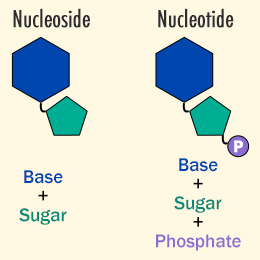 Nucleoside
Base
+
Sugar
Nucleotide
P
Base
+
Sugar
+
Phosphate